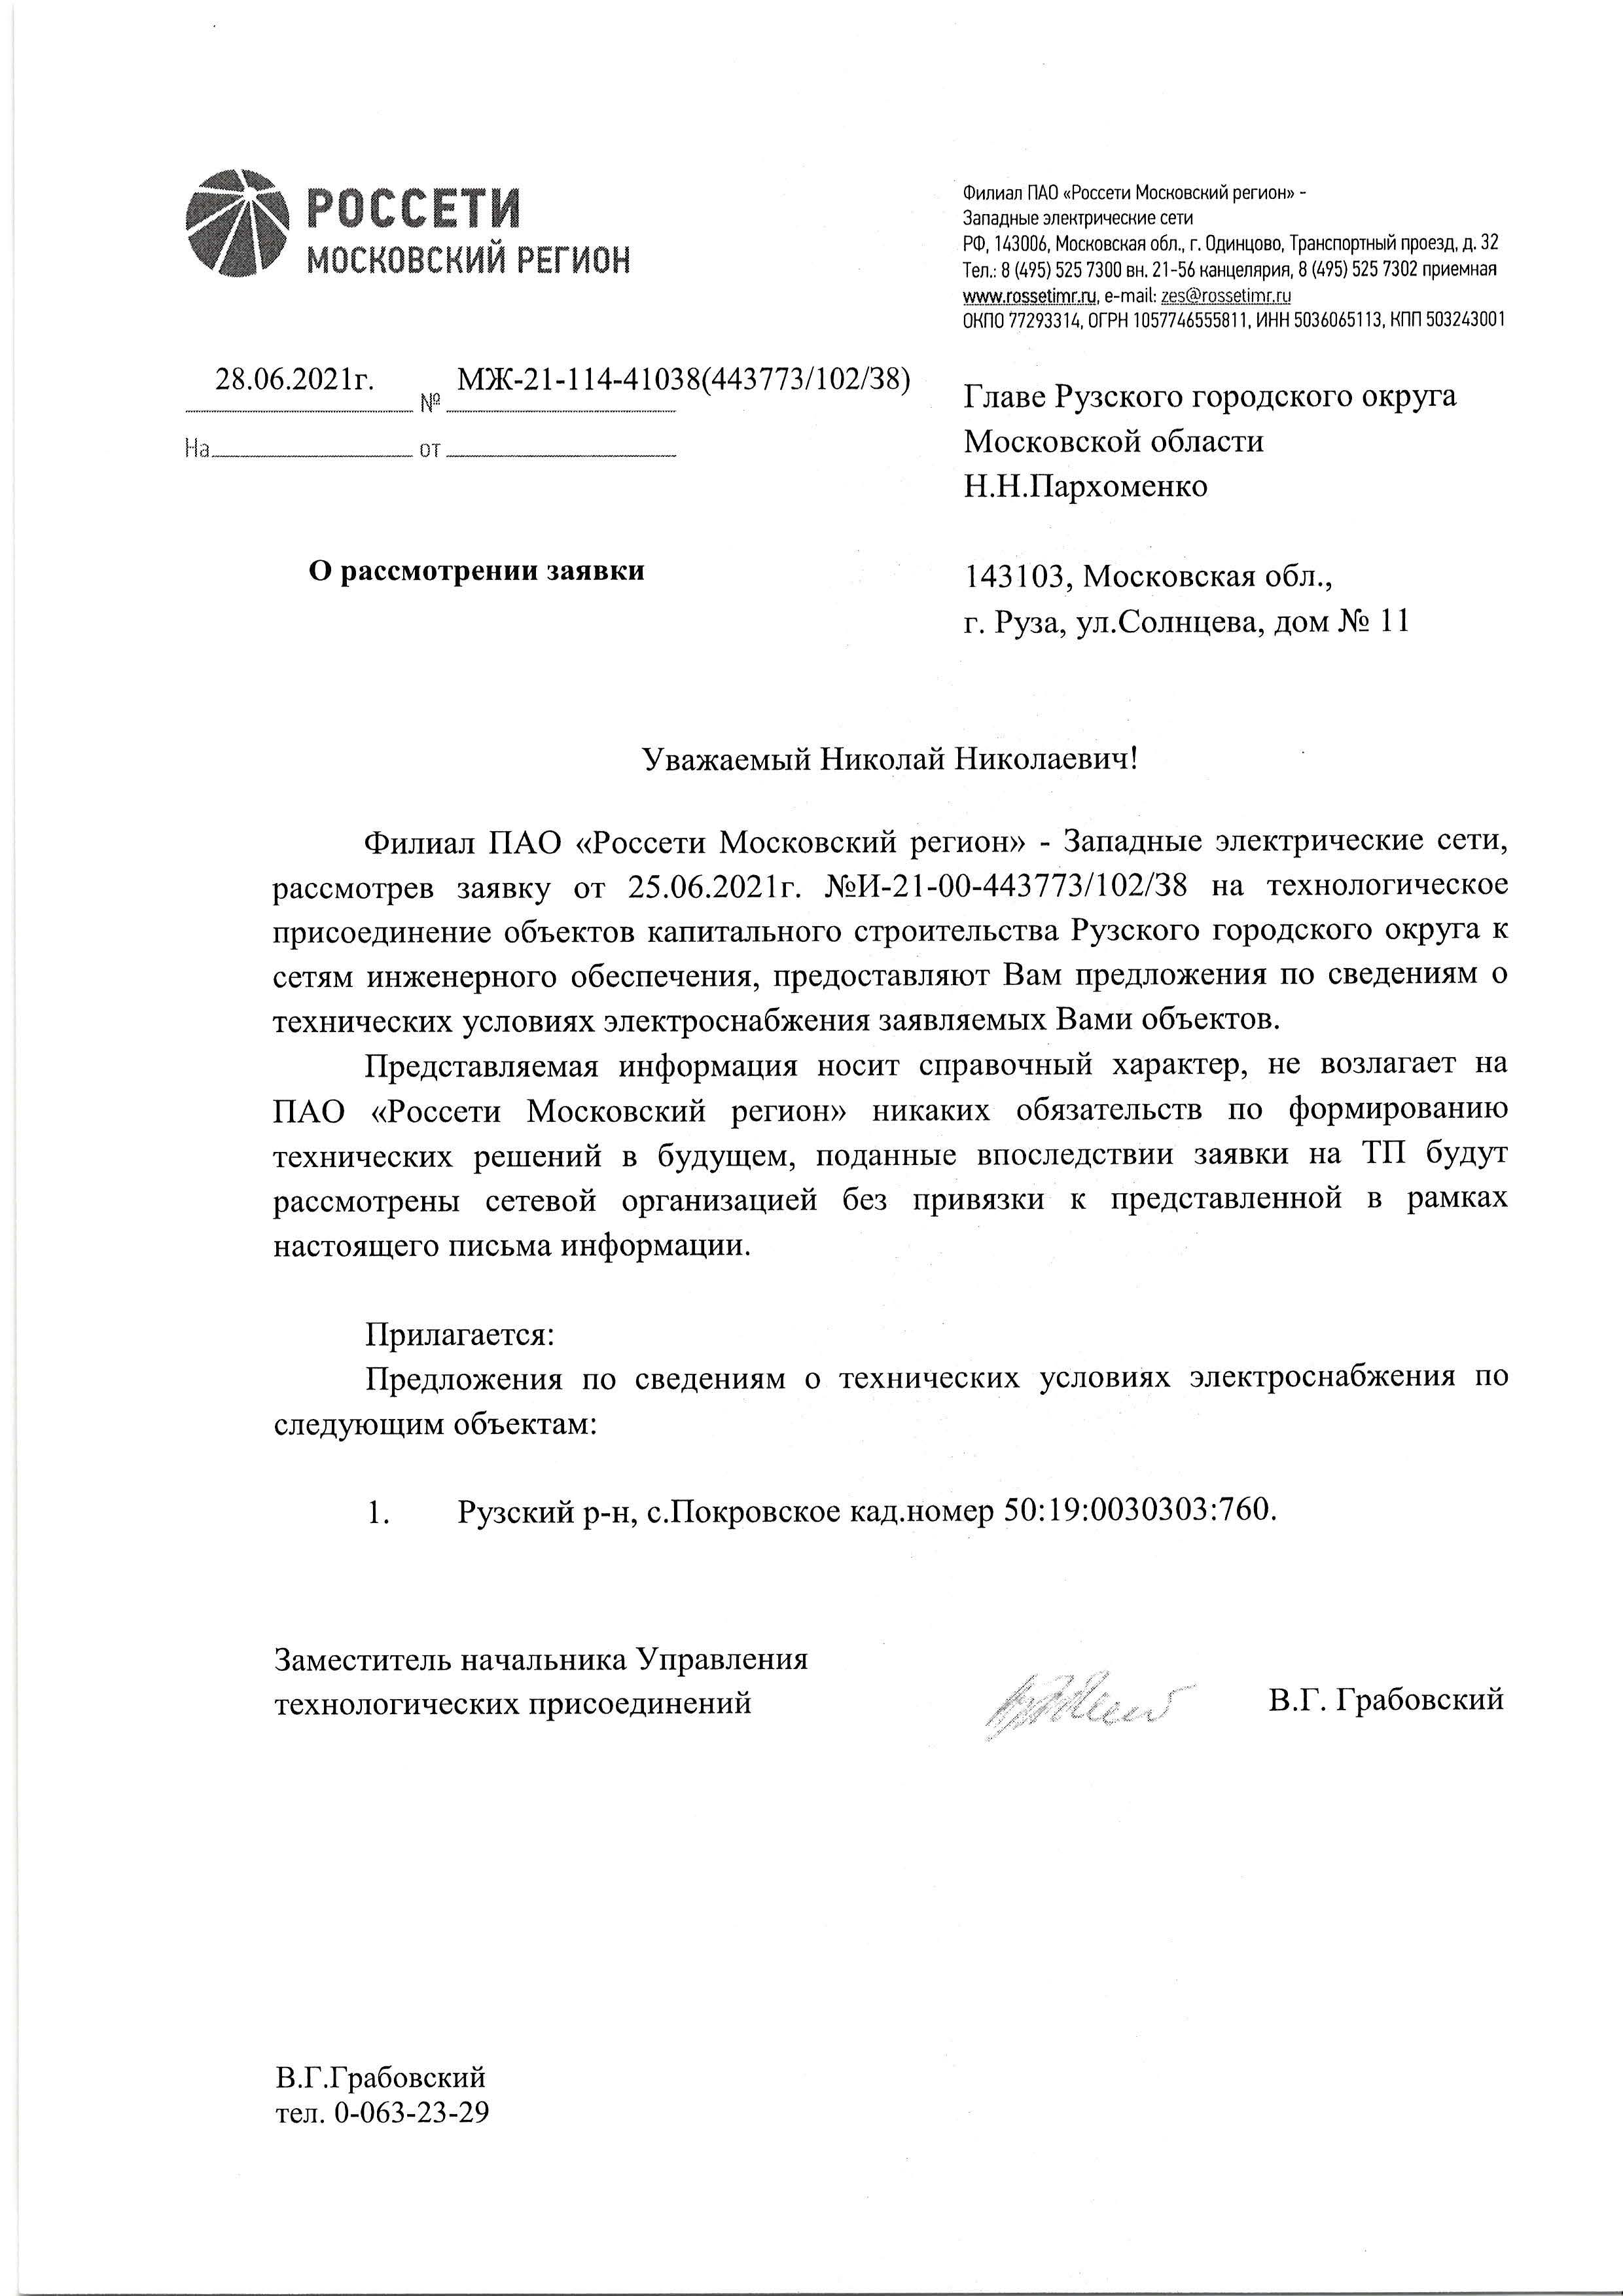 РОССЕТИ
МОСКОВСКИЙ РЕГИОН
Филиал ПАО «Россети Московский регион» -
Западные электрические сети
РФ, 143006, Московская обл., г. Одинцово, Транспортный проезд, д. 32
Тел.: 8 (495) 525 7300 вн. 21-56 канцелярия, 8 (495) 525 7302 приемная
www.rossetimr.ru, e-mail: zes@rossetimr.ru
ОКПО 77293314, ОГРН 1057746555811, ИНН 5036065113, КПП 503243001
28.06.2021г. № МЖ-21-114-41038(443773/102/38)
На от
Главе Рузского городского округа
Московской области
Н.Н.Пархоменко
О рассмотрении заявки
143103, Московская обл.,
г. Руза, ул.Солнцева, дом № 11
Уважаемый Николай Николаевич!
Филиал ПАО «Россети Московский регион» - Западные электрические сети,
рассмотрев заявку от 25.06.2021г. №И-21-00-443773/102/38 на технологическое
присоединение объектов капитального строительства Рузского городского округа к
сетям инженерного обеспечения, предоставляют Вам предложения по сведениям о
технических условиях электроснабжения заявляемых Вами объектов.
Представляемая информация носит справочный характер, не возлагает на
ПАО «Россети Московский регион» никаких обязательств по формированию
технических решений в будущем, поданные впоследствии заявки на ТП будут
рассмотрены сетевой организацией без привязки к представленной в рамках
настоящего письма информации.
Прилагается:
Предложения по сведениям о технических условиях электроснабжения по
следующим объектам:
1. Рузский р-н, с.Покровское кад.номер 50:19:0030303:760.
Заместитель начальника Управления
технологических присоединений
В.Г. Грабовский
В.Г.Грабовский
тел. 0-063-23-29